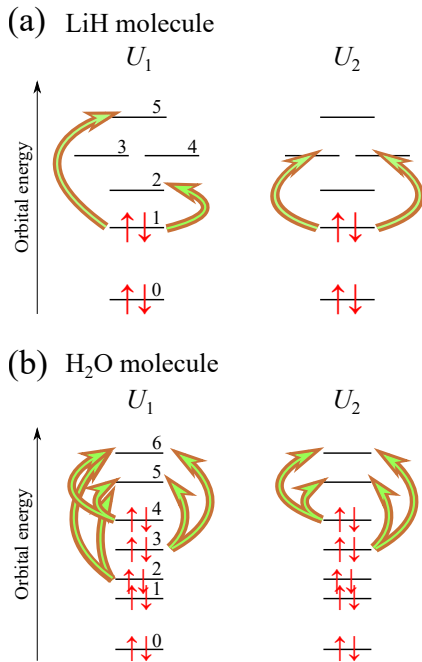 (a) LiH molecule
U₁ U₂
Orbital energy
5
3 4
2
1
0
(b) H₂O molecule
U₁ U₂
Orbital energy
6
5
4
3
2
1
0